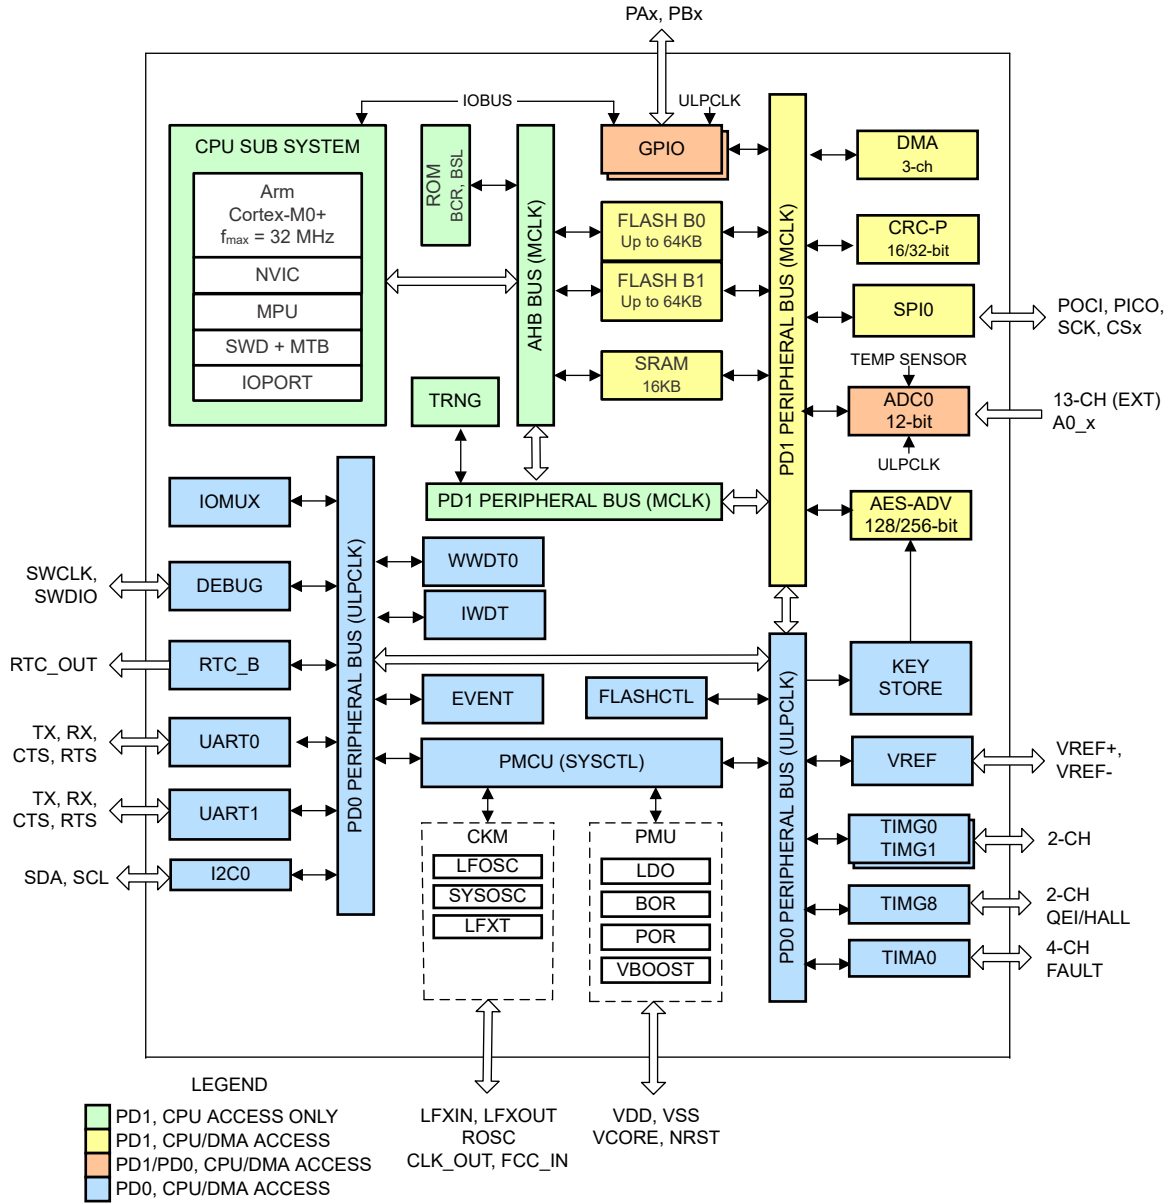 PAx, PBx
IOBUS
ULPCLK
CPU SUB SYSTEM
Arm
Cortex-M0+
fmax = 32 MHz
NVIC
MPU
SWD + MTB
IOPORT
ROM
BCR, BSL
AHB BUS (MCLK)
GPIO
FLASH B0
Up to 64KB
FLASH B1
Up to 64KB
SRAM
16KB
TRNG
PD1 PERIPHERAL BUS (MCLK)
PD1 PERIPHERAL BUS (MCLK)
DMA
3-ch
CRC-P
16/32-bit
SPI0
POCI, PICO,
SCK, CSx
TEMP SENSOR
ADC0
12-bit
ULPCLK
13-CH (EXT)
A0_x
AES-ADV
128/256-bit
IOMUX
SWCLK,
SWDIO
DEBUG
RTC_OUT
RTC_B
TX, RX,
CTS, RTS
UART0
TX, RX,
CTS, RTS
UART1
SDA, SCL
I2C0
PD0 PERIPHERAL BUS (ULPCLK)
WWDT0
IWDT
EVENT
FLASHCTL
PMCU (SYSCTL)
CKM
LFOSC
SYSOSC
LFXT
PMU
LDO
BOR
POR
VBOOST
PD0 PERIPHERAL BUS (ULPCLK)
KEY
STORE
VREF
VREF+,
VREF-
TIMG0
TIMG1
2-CH
TIMG8
2-CH
QEI/HALL
TIMA0
4-CH
FAULT
LFXIN, LFXOUT
ROSC
CLK_OUT, FCC_IN
VDD, VSS
VCORE, NRST
LEGEND
PD1, CPU ACCESS ONLY
PD1, CPU/DMA ACCESS
PD1/PD0, CPU/DMA ACCESS
PD0, CPU/DMA ACCESS